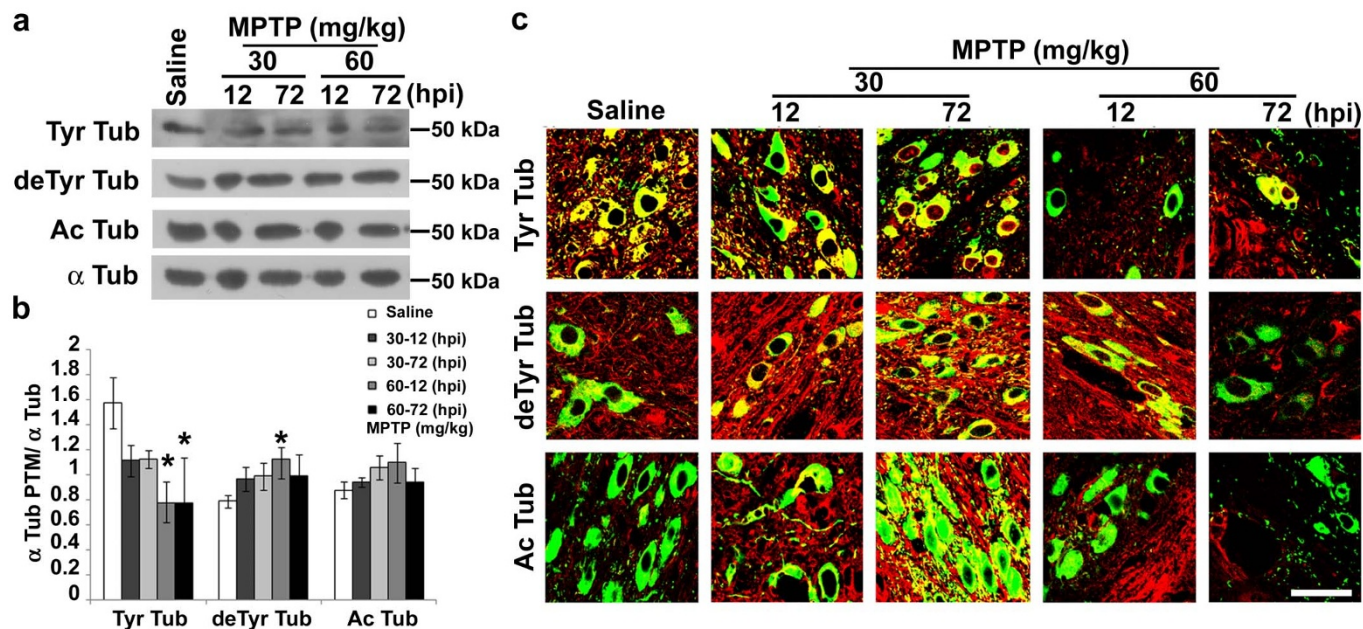 a
Saline
MPTP (mg/kg)
30 60
12 72 12 72 (hpi)
Tyr Tub 50 kDa
deTyr Tub 50 kDa
Ac Tub 50 kDa
α Tub 50 kDa
b
Saline
30-12 (hpi)
30-72 (hpi)
60-12 (hpi)
60-72 (hpi)
MPTP (mg/kg)
α Tub PTM/ α Tub
2
1.8
1.6
1.4
1.2
1
0.8
0.6
0.4
0.2
0
* * *
Tyr Tub deTyr Tub Ac Tub
c
MPTP (mg/kg)
30 60
Saline 12 72 12 72 (hpi)
Tyr Tub
deTyr Tub
Ac Tub